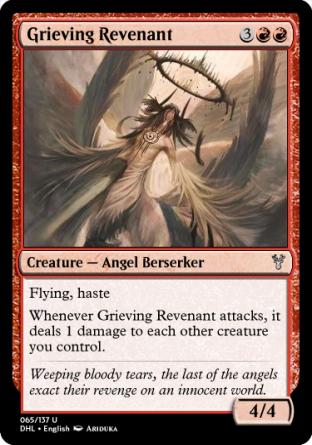 Grieving Revenant 3
Creature — Angel Berserker
Flying, haste
Whenever Grieving Revenant attacks, it
deals 1 damage to each other creature
you control.
Weeping bloody tears, the last of the angels
exact their revenge on an innocent world.
4/4
065/137 U
DHL • English Ariduka